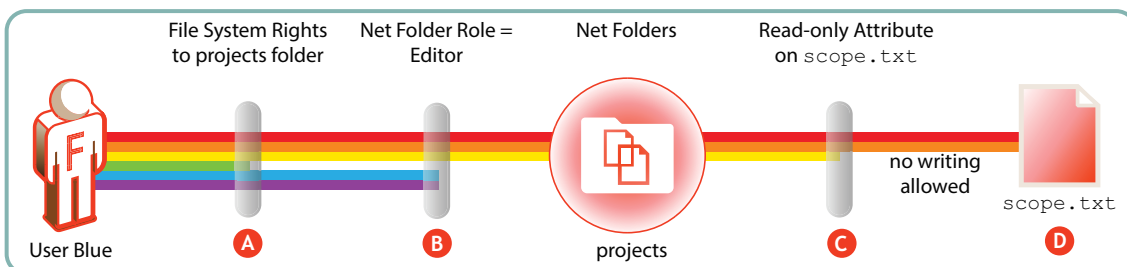 File System Rights
to projects folder
Net Folder Role =
Editor
Net Folders
Read-only Attribute
on scope.txt
F
no writing
allowed
scope.txt
User Blue
A
B
projects
C
D